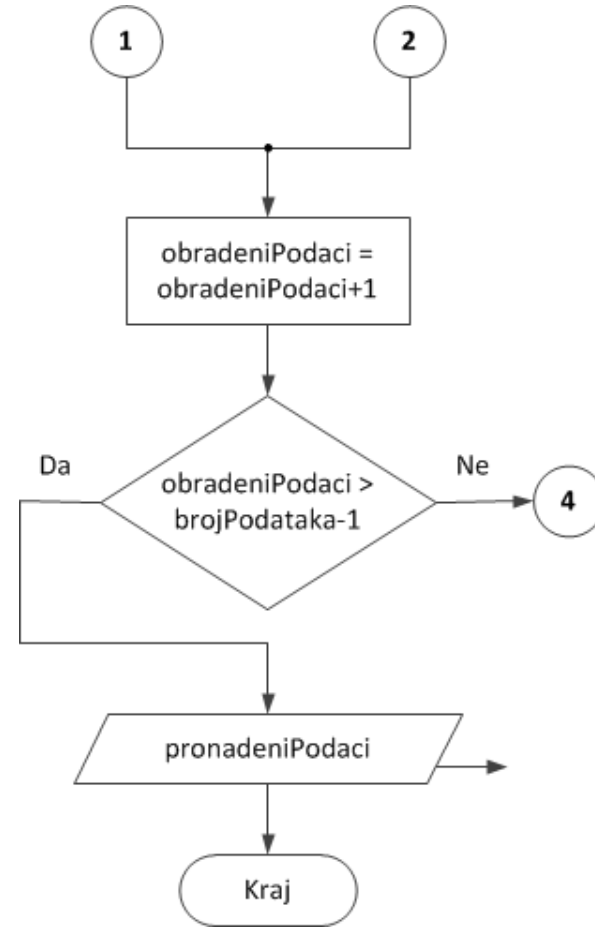 1
2
obradeniPodaci =
obradeniPodaci+1
Da
Ne
obradeniPodaci >
brojPodataka-1
4
pronadeniPodaci
Kraj